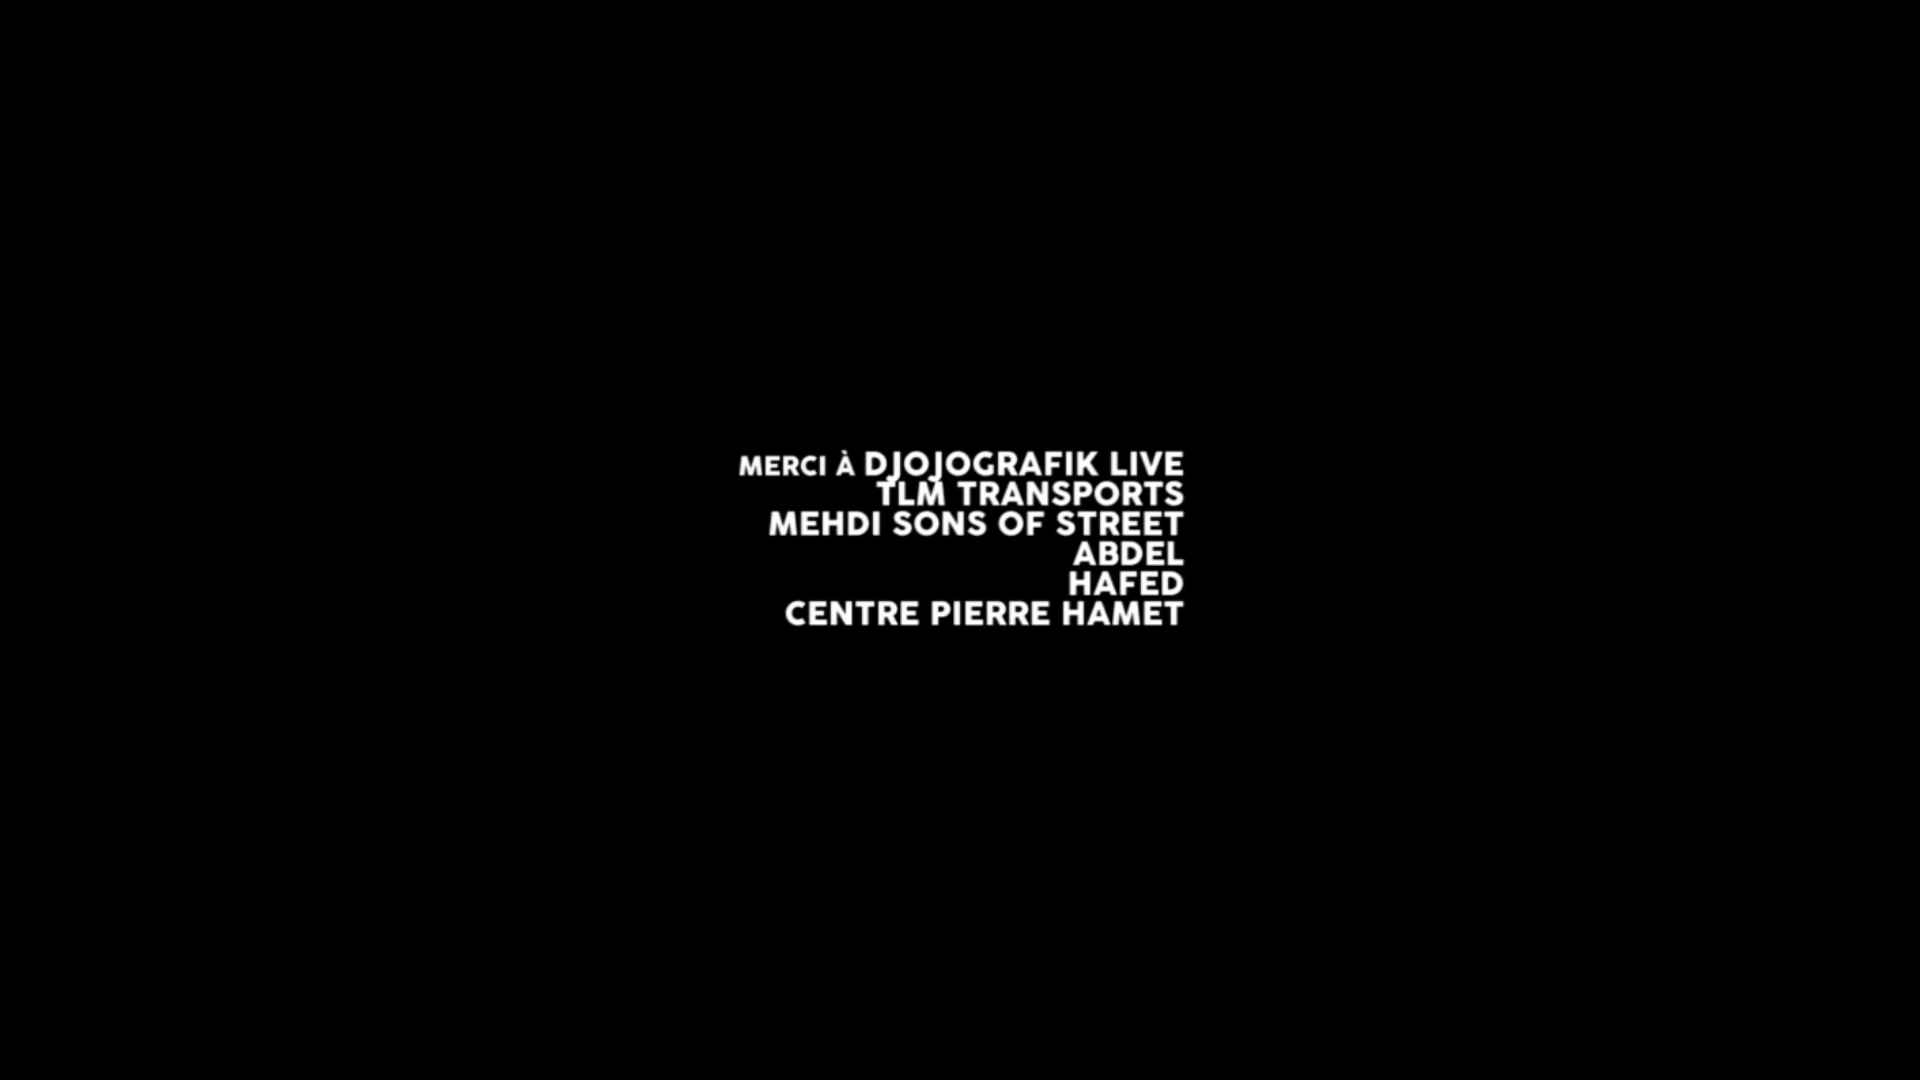 MERCI À DJOJOGRAFIK LIVE
TLM TRANSPORTS
MEHDI SONS OF STREET
ABDEL
HAFED
CENTRE PIERRE HAMET